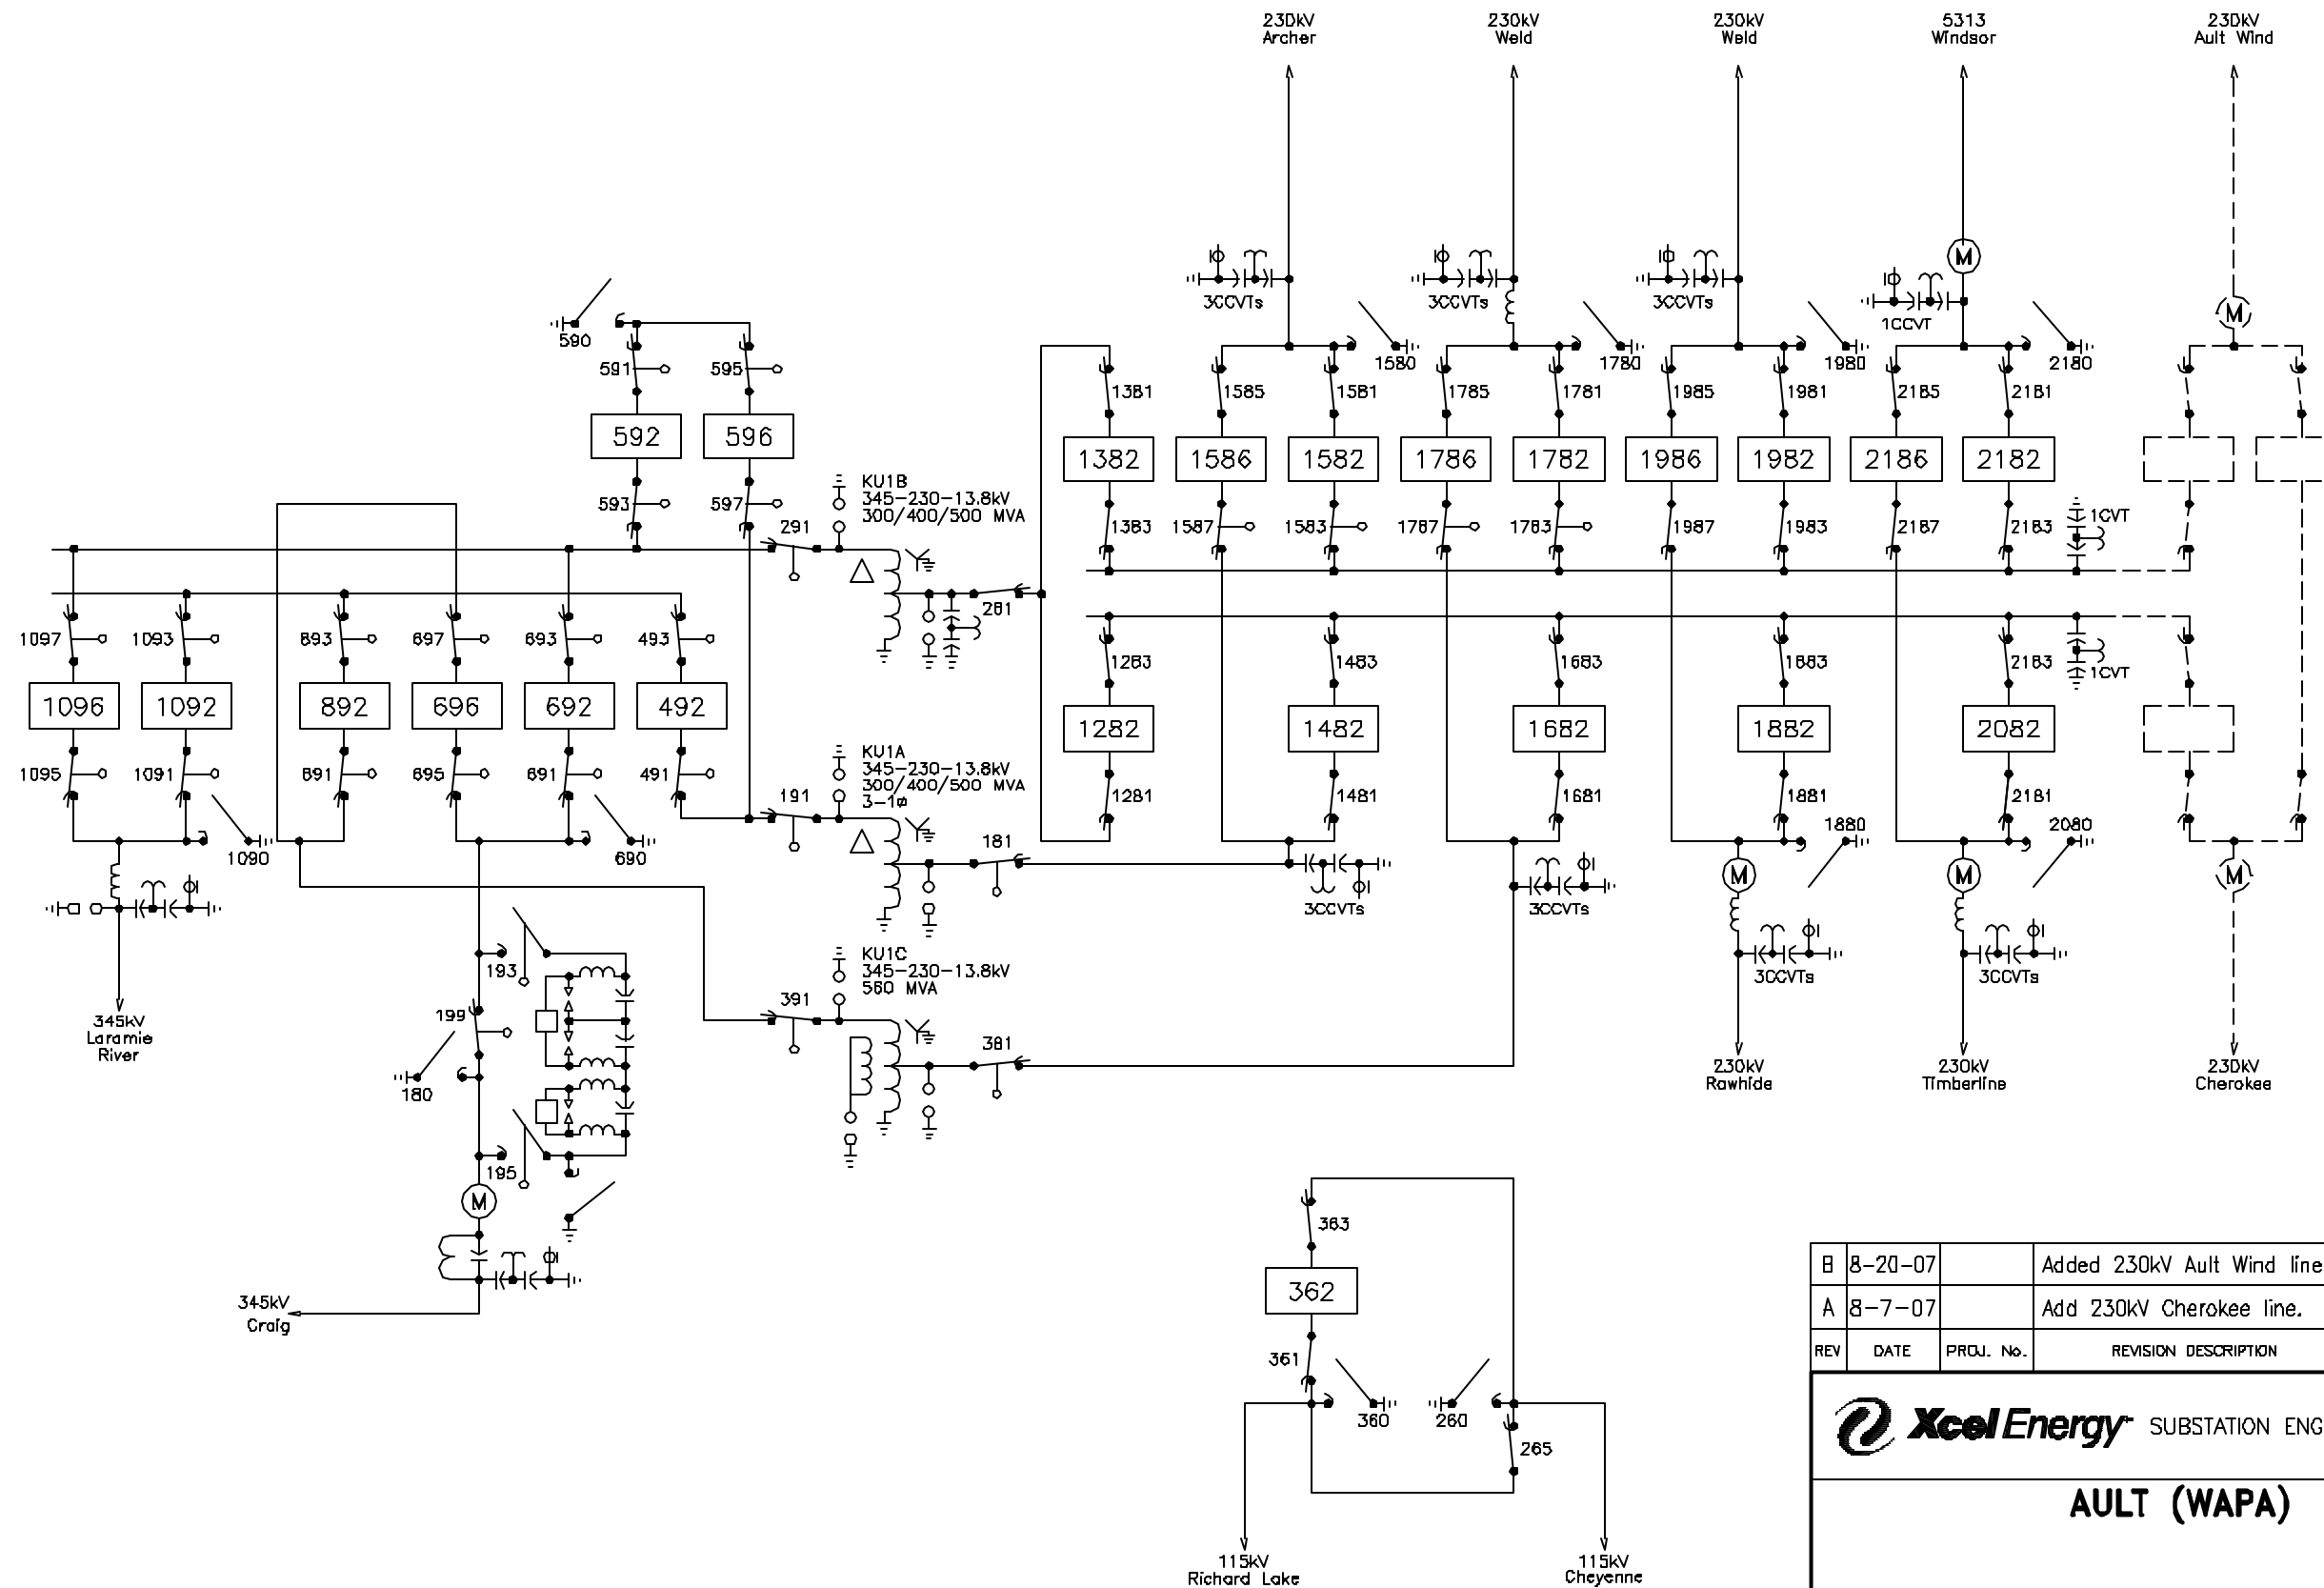 230kV
Archer
230kV
Weld
230kV
Weld
5313
Windsor
230kV
Ault Wind
3CCVTs
3CCVTs
3CCVTs
1CCVT
590
1580
1780
1980
2180
591
595
1381
1585
1581
1785
1781
1985
1981
2185
2181
592
596
1382
1586
1582
1786
1782
1986
1982
2186
2182
593
597
291
KU1B
345-230-13.8kV
300/400/500 MVA
1383
1587
1583
1787
1783
1987
1983
2187
2183
1CVT
281
1097
1093
893
697
693
493
1283
1483
1683
1883
2183
1CVT
1096
1092
892
696
692
492
1282
1482
1682
1882
2082
1095
1091
891
695
691
491
191
KU1A
345-230-13.8kV
300/400/500 MVA
3-1ø
1281
1481
1681
1881
2181
1090
690
181
1880
2080
M
M
M
M
M
M
3CCVTs
3CCVTs
193
KU1C
345-230-13.8kV
560 MVA
3CCVTs
3CCVTs
199
391
345kV
Laramie
River
381
180
230kV
Rawhide
230kV
Timberline
230kV
Cherokee
195
363
362
345kV
Craig
361
360
260
265
115kV
Richard Lake
115kV
Cheyenne
B 8-20-07 Added 230kV Ault Wind line
A 8-7-07 Add 230kV Cherokee line.
REV DATE PROJ. No. REVISION DESCRIPTION
Xcel Energy SUBSTATION ENG
AULT (WAPA)